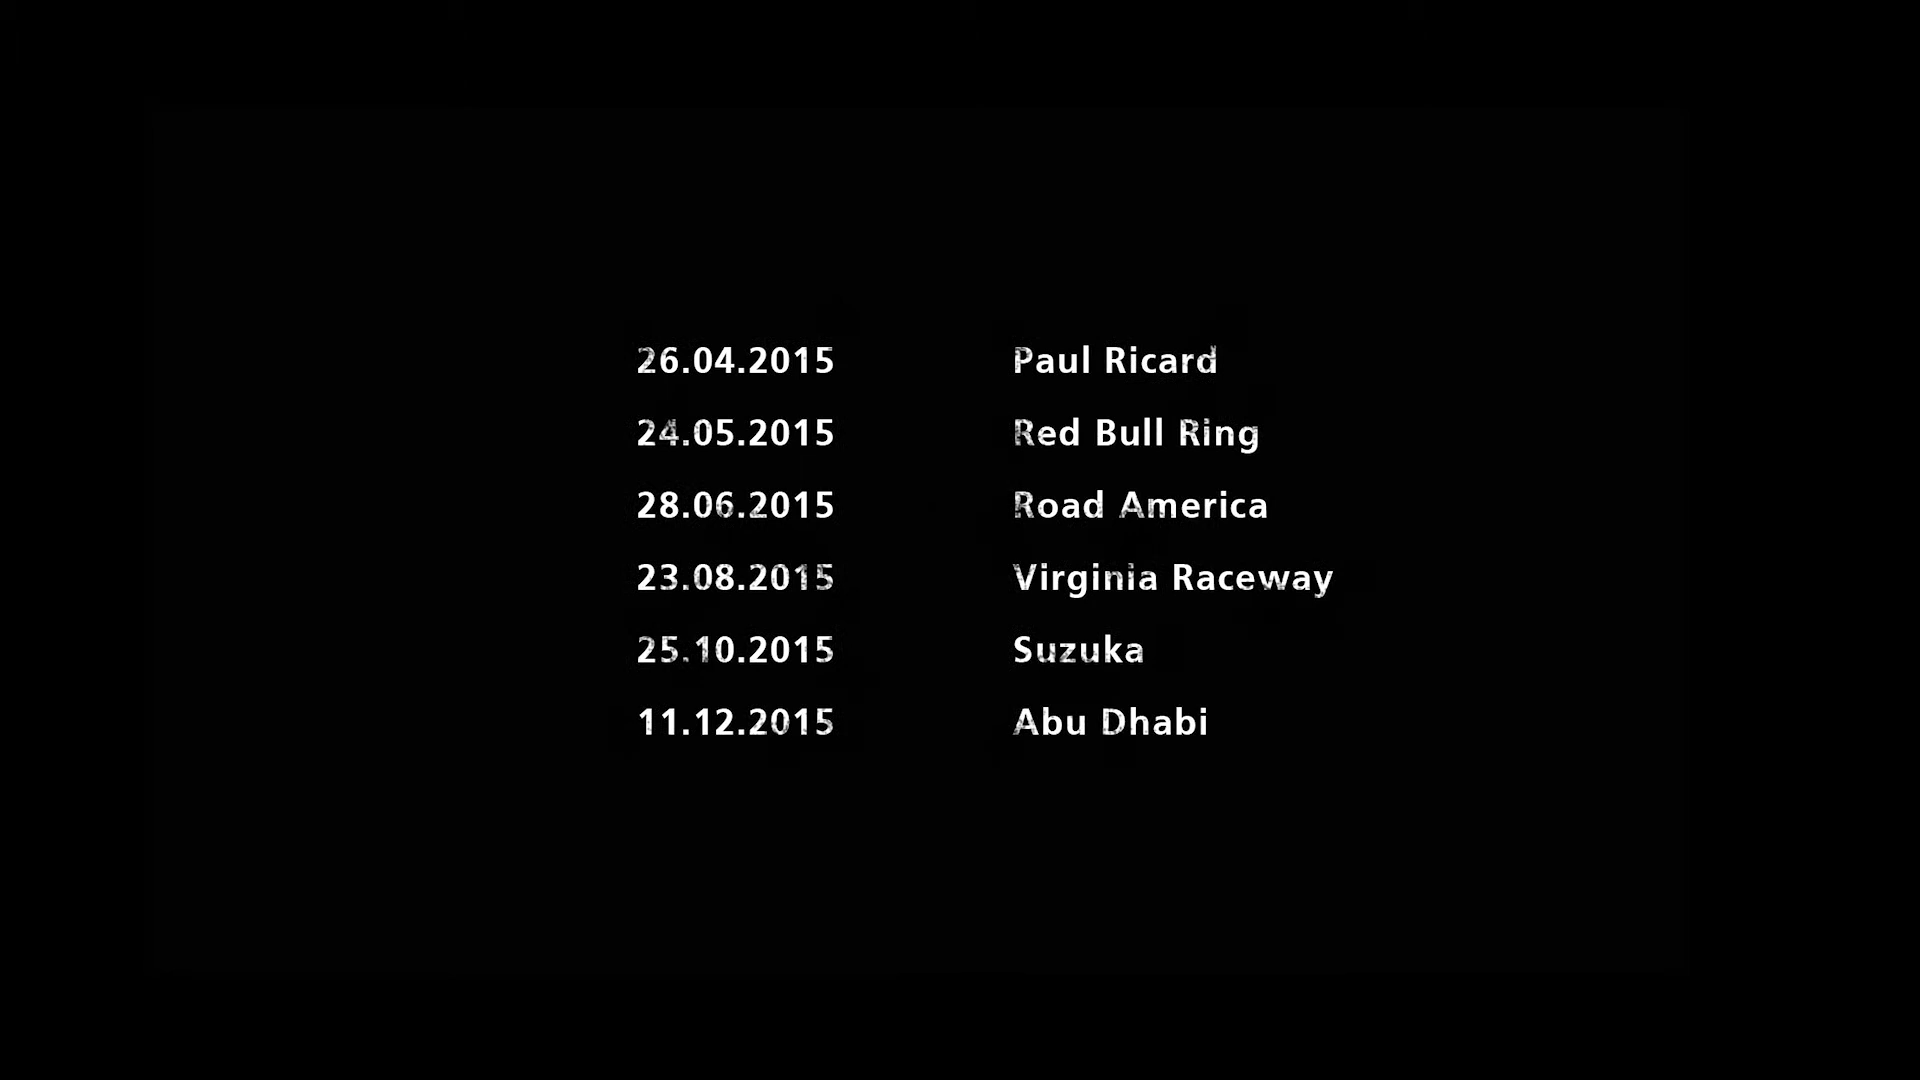 26.04.2015 Paul Ricard
24.05.2015 Red Bull Ring
28.06.2015 Road America
23.08.2015 Virginia Raceway
25.10.2015 Suzuka
11.12.2015 Abu Dhabi